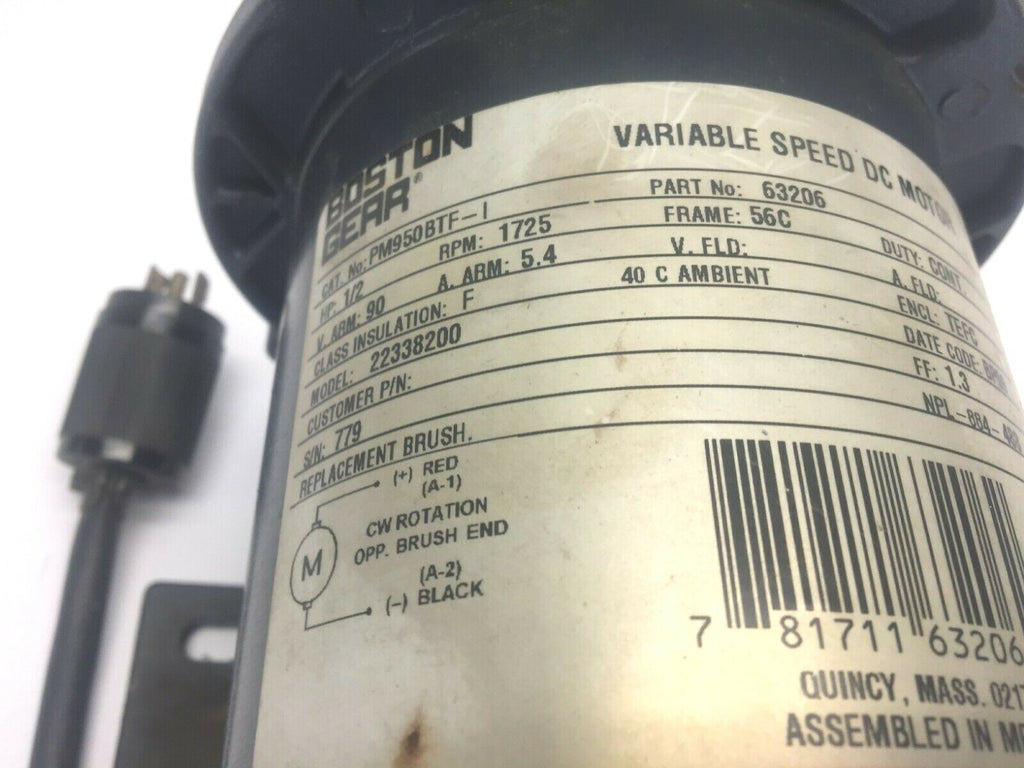 BOSTON
GEAR®
VARIABLE SPEED DC MOTOR
CAT. No: PM950BTF-1 PART No: 63206
HP: 1/2 RPM: 1725 FRAME: 56C DUTY: CONT
V. ARM: 90 A. ARM: 5.4 V. FLD: A. FLD:
CLASS INSULATION: F 40 C AMBIENT ENCL: TEFC
MODEL: 22338200 DATE CODE:
CUSTOMER P/N: FF: 1.3
S/N: 779 NPL-884-
REPLACEMENT BRUSH.
(+) RED
(A-1)
CW ROTATION
OPP. BRUSH END
M
(A-2)
(-) BLACK
7 81711 63206
QUINCY, MASS.
ASSEMBLED IN